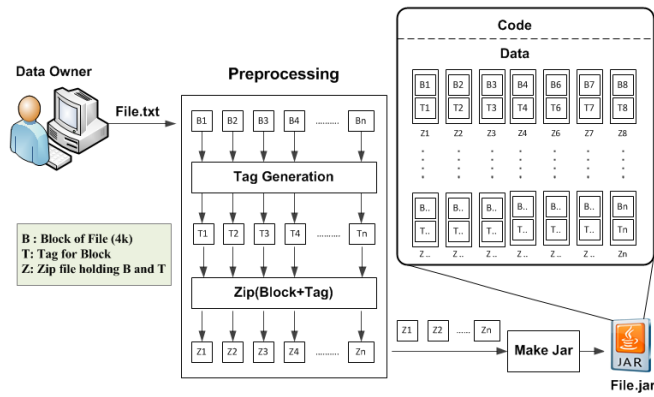 Code
Data
B1 B2 B3 B4 B6 B7 B8
T1 T2 T3 T4 T6 T7 T8
Z1 Z2 Z3 Z4 Z6 Z7 Z8
B.. B.. B.. B.. B.. B.. Bn
T.. T.. T.. T.. T.. T.. Tn
Z .. Z .. Z .. Z .. Z .. Z .. Zn
Data Owner
File.txt
Preprocessing
B1 B2 B3 B4 .......... Bn
Tag Generation
T1 T2 T3 T4 .......... Tn
Zip(Block+Tag)
Z1 Z2 Z3 Z4 .......... Zn
B : Block of File (4k)
T: Tag for Block
Z: Zip file holding B and T
Z1 Z2 ...... Zn
Make Jar
JAR
File.jar